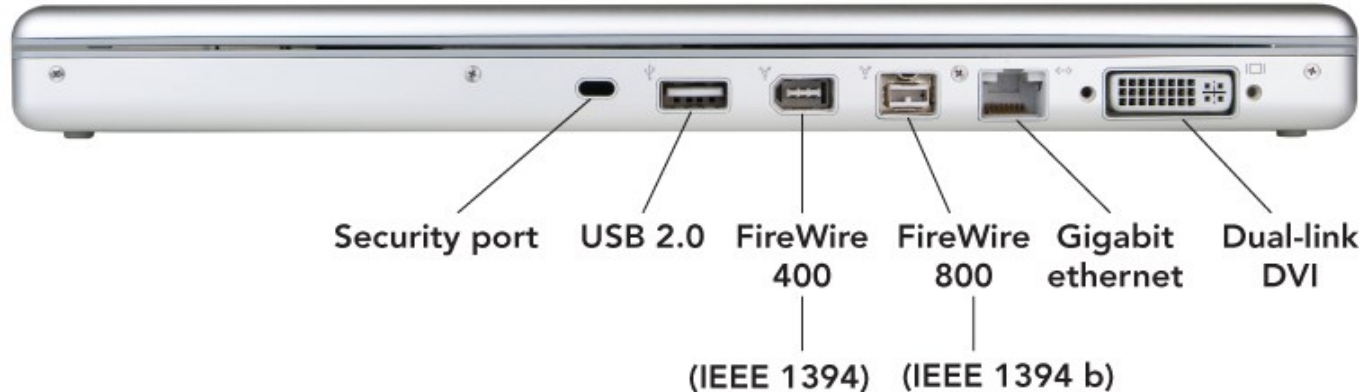 Security port
USB 2.0
FireWire
400
FireWire
800
Gigabit
ethernet
Dual-link
DVI
(IEEE 1394)
(IEEE 1394 b)